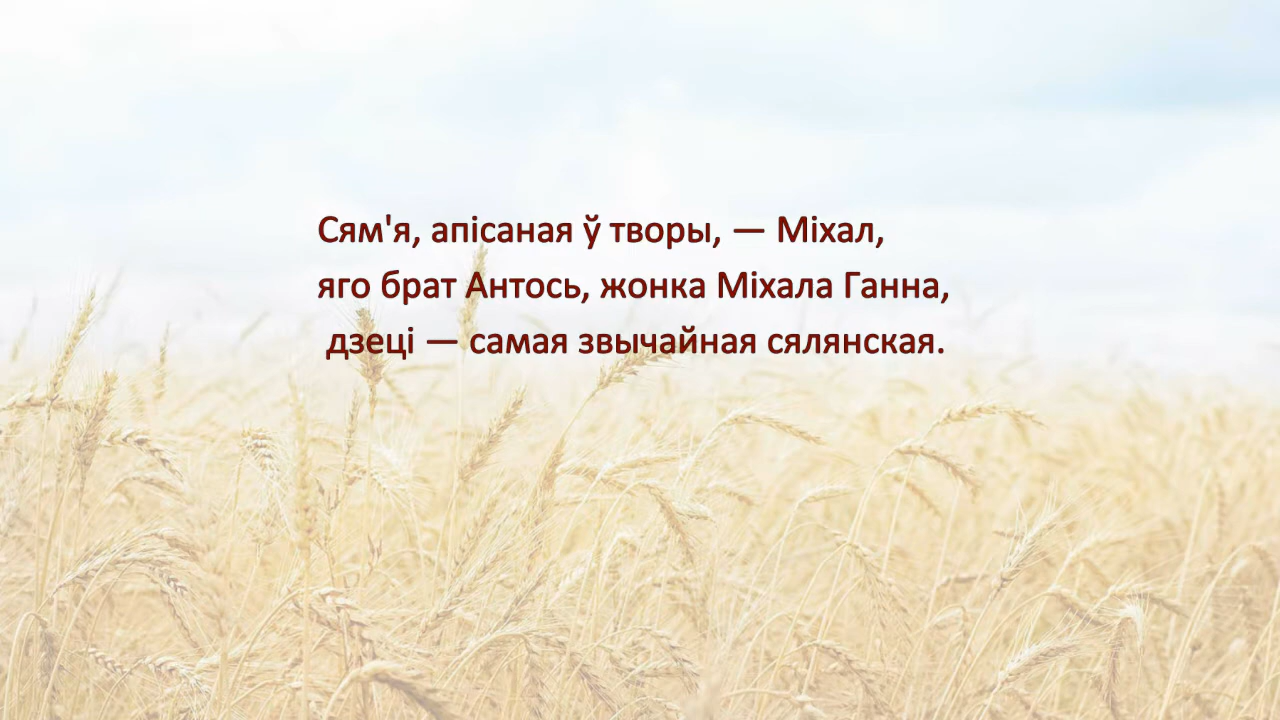 Сям'я, апісаная ў творы, — Міхал,
яго брат Антось, жонка Міхала Ганна,
дзеці — самая звычайная сялянская.